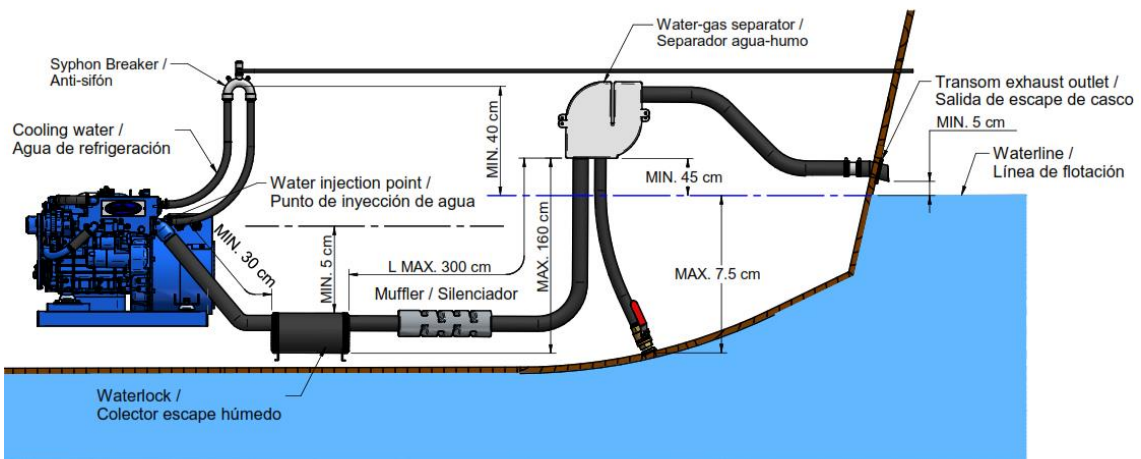 Water-gas separator /
Separador agua-humo
Syphon Breaker /
Anti-sifón
Transom exhaust outlet /
Salida de escape de casco
MIN. 5 cm
Cooling water /
Agua de refrigeración
MIN. 40 cm
Waterline /
Línea de flotación
Water injection point /
Punto de inyección de agua
MIN. 45 cm
MIN. 30 cm
MIN. 5 cm
L MAX. 300 cm
MAX. 160 cm
MAX. 7.5 cm
Muffler / Silenciador
Waterlock /
Colector escape húmedo